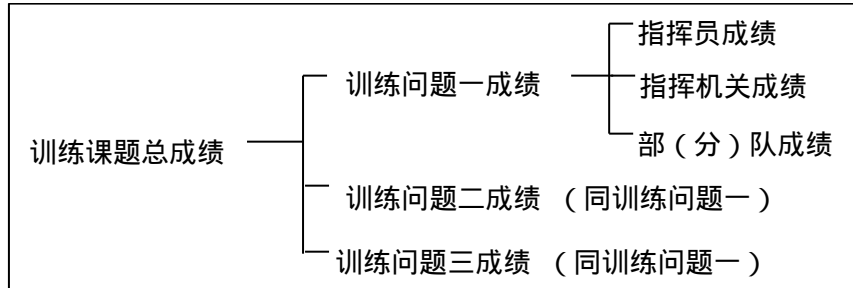 指挥员成绩
训练问题一成绩
指挥机关成绩
部（分）队成绩
训练课题总成绩
训练问题二成绩 （同训练问题一）
训练问题三成绩 （同训练问题一）